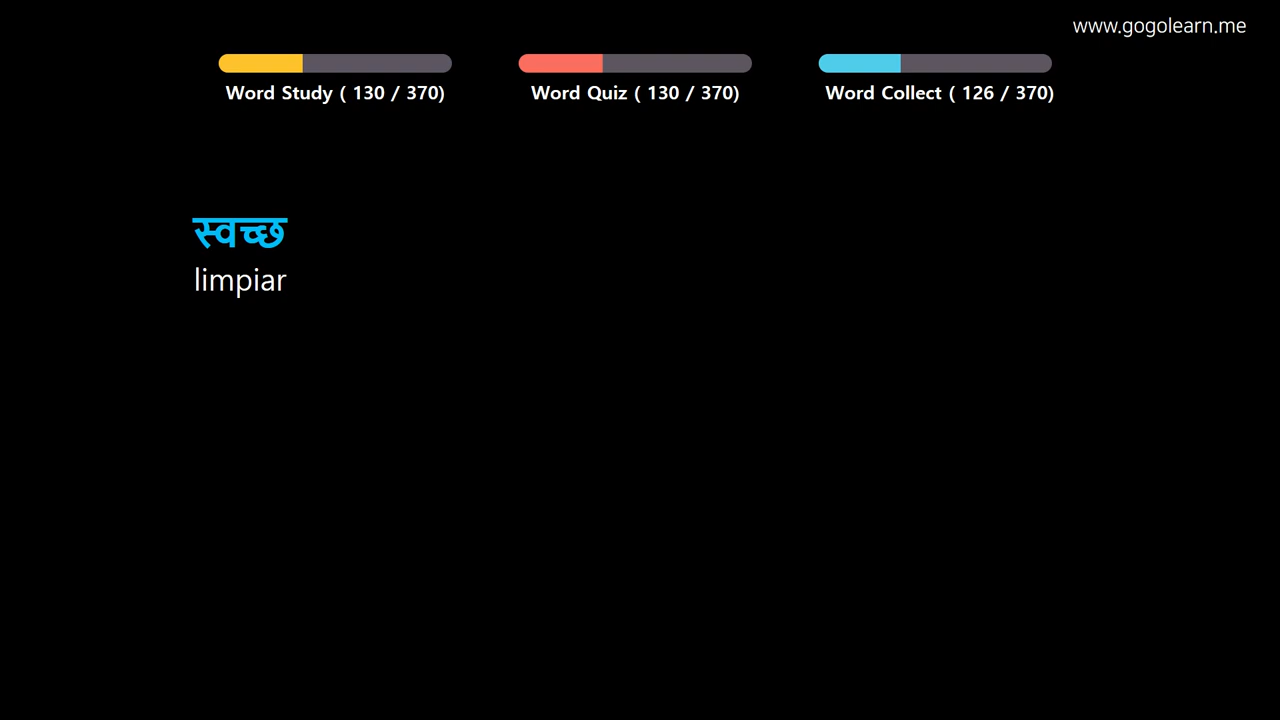 www.gogolearn.me
Word Study ( 130 / 370)
Word Quiz ( 130 / 370)
Word Collect ( 126 / 370)
स्वच्छ
limpiar